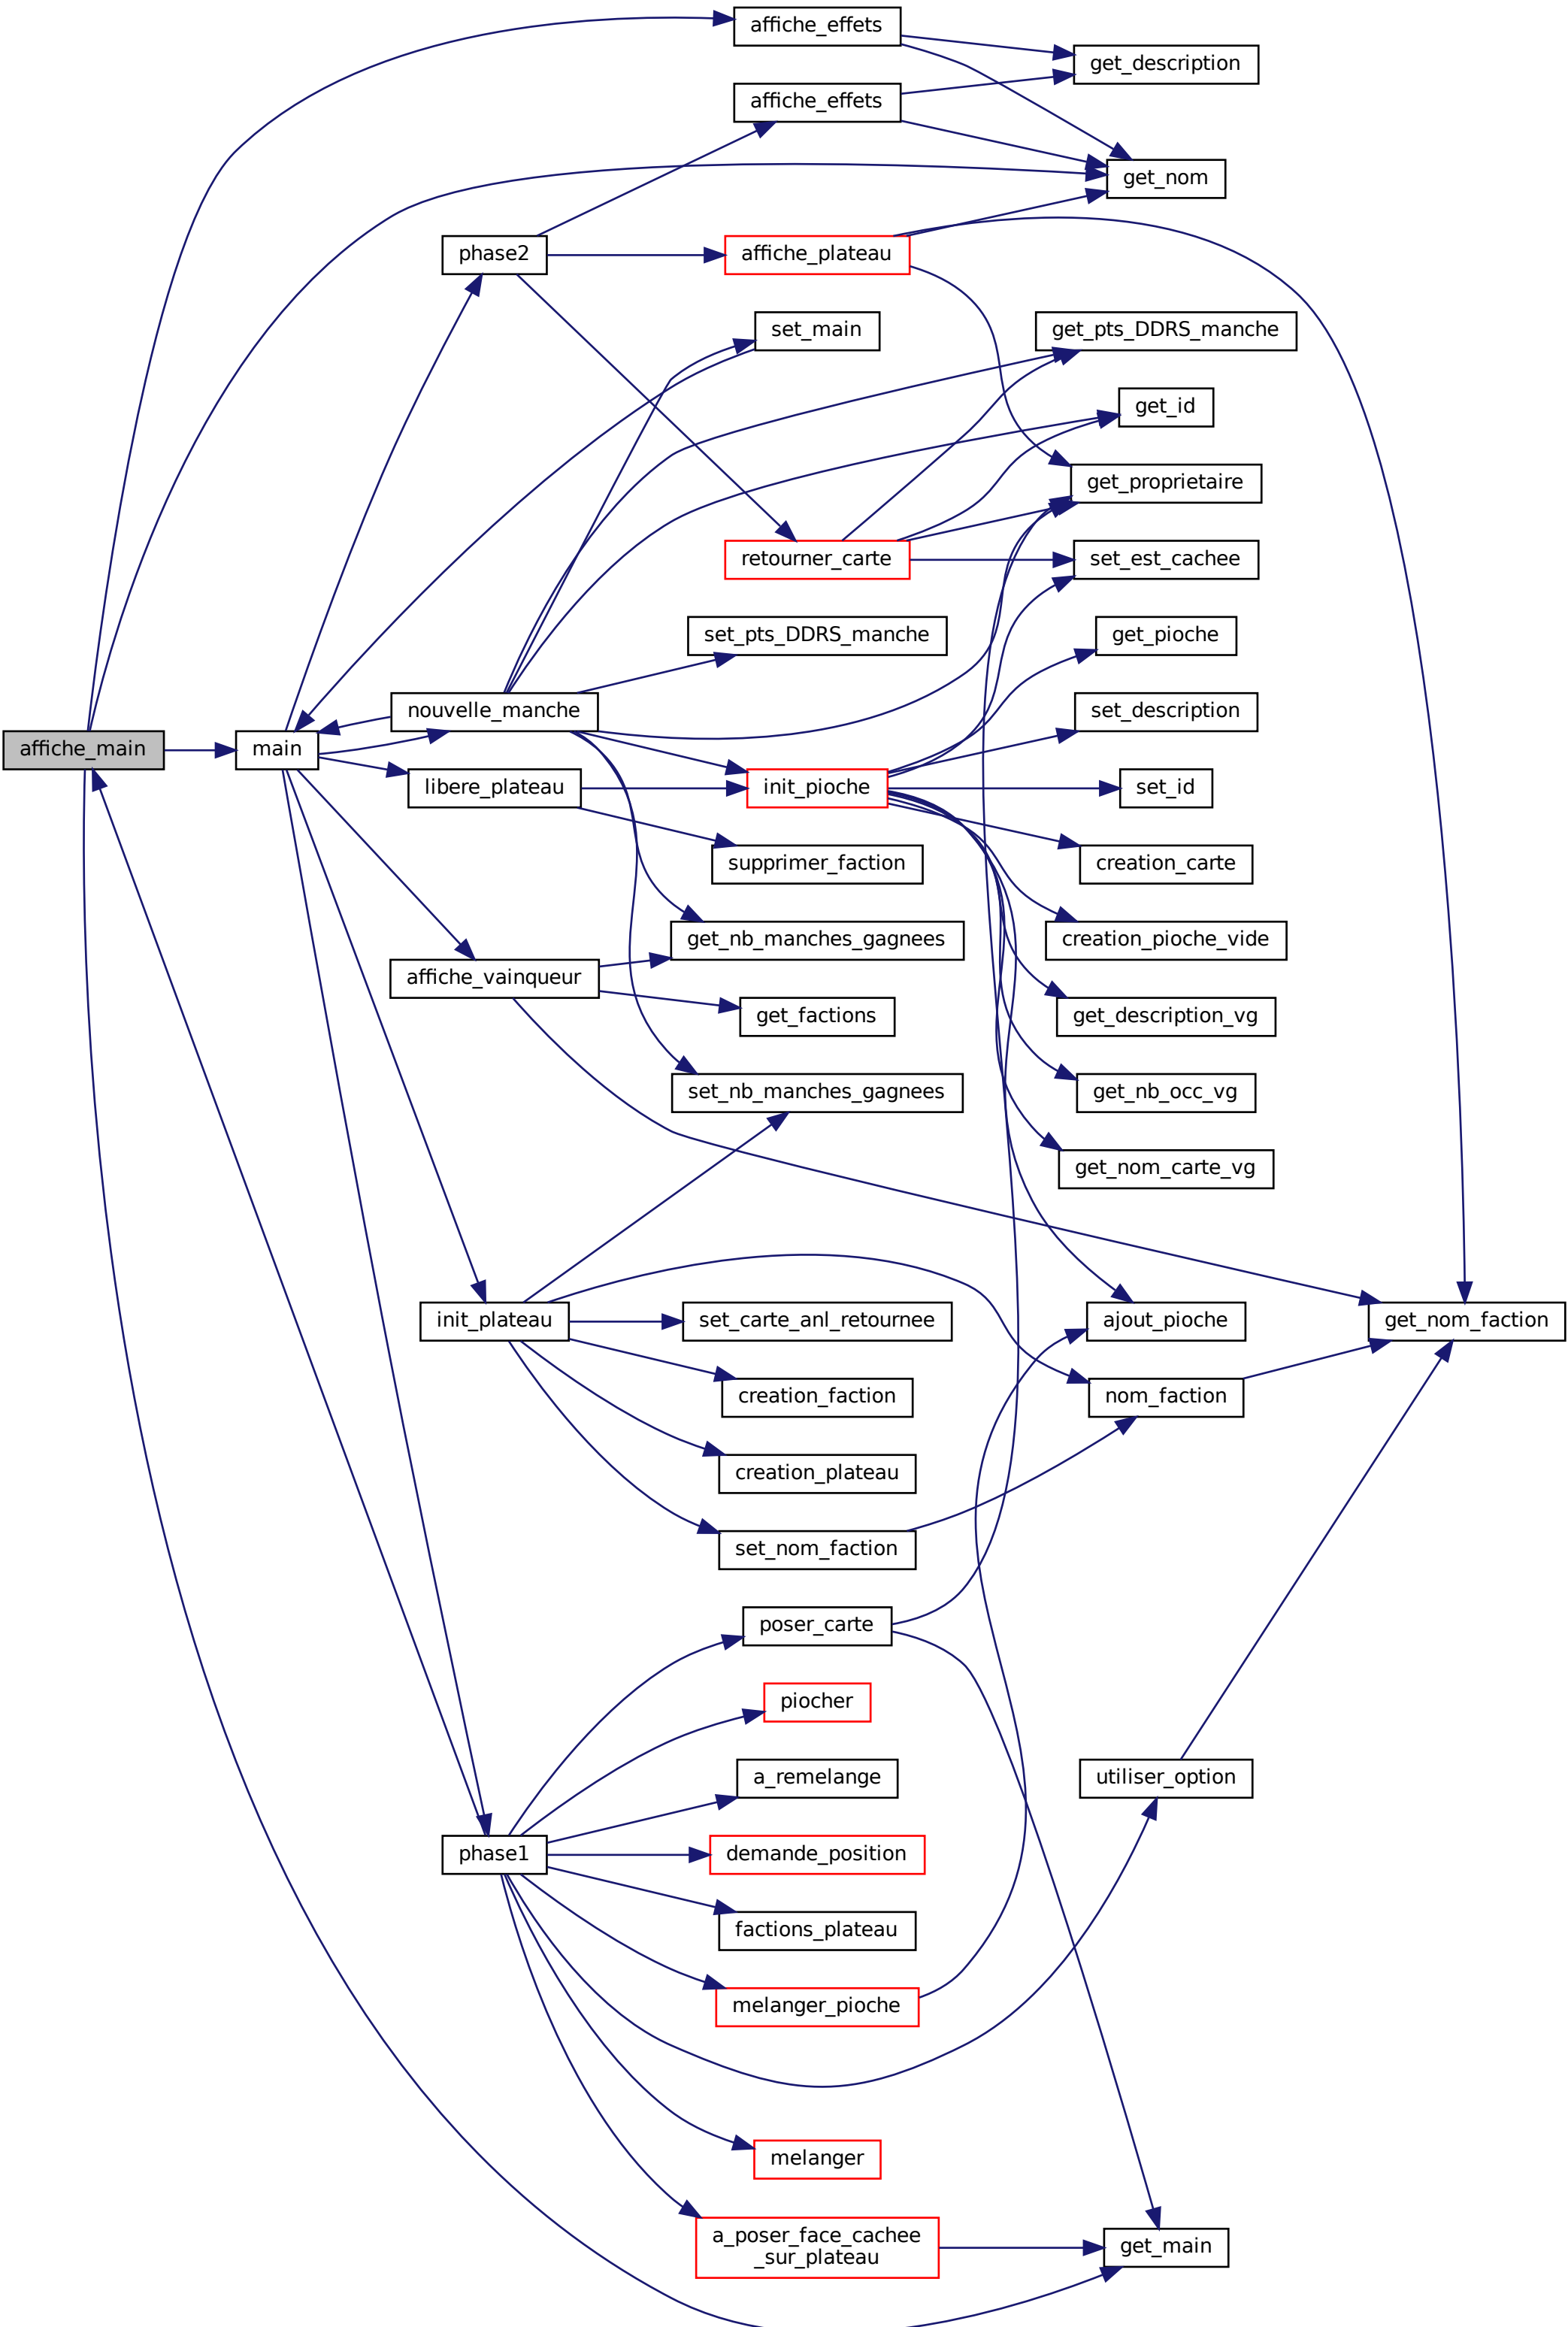 affiche_effets
get_description
affiche_effets
get_nom
phase2
affiche_plateau
set_main
get_pts_DDRS_manche
get_id
get_proprietaire
retourner_carte
set_est_cachee
set_pts_DDRS_manche
get_pioche
nouvelle_manche
set_description
affiche_main
main
libere_plateau
init_pioche
set_id
supprimer_faction
creation_carte
get_nb_manches_gagnees
creation_pioche_vide
affiche_vainqueur
get_factions
get_description_vg
set_nb_manches_gagnees
get_nb_occ_vg
get_nom_carte_vg
init_plateau
set_carte_anl_retournee
ajout_pioche
get_nom_faction
creation_faction
nom_faction
creation_plateau
set_nom_faction
poser_carte
piocher
a_remelange
utiliser_option
phase1
demande_position
factions_plateau
melanger_pioche
melanger
a_poser_face_cachee
_sur_plateau
get_main